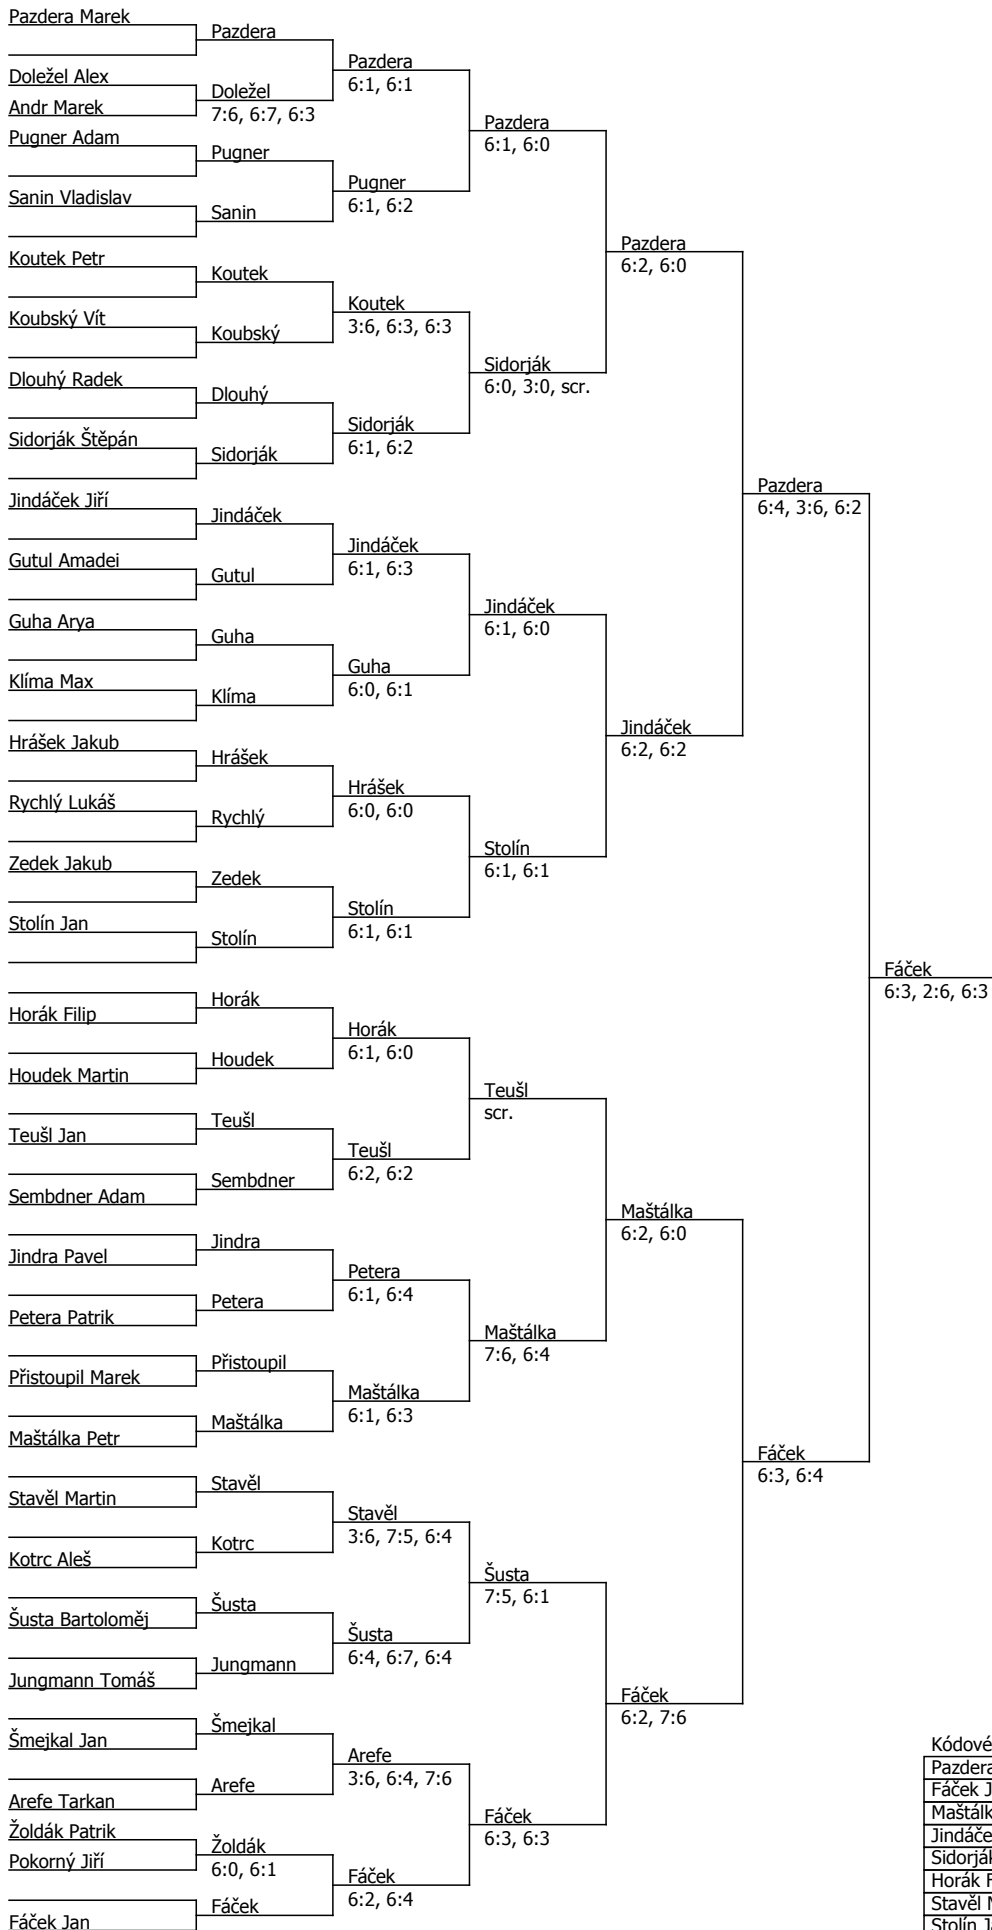 Pazdera Marek
Doležel Alex
Andr Marek
Pugner Adam
Sanin Vladislav
Koutek Petr
Koubský Vít
Dlouhý Radek
Sidorják Štěpán
Jindáček Jiří
Gutul Amadei
Guha Arya
Klíma Max
Hrášek Jakub
Rychlý Lukáš
Zedek Jakub
Stolín Jan
Horák Filip
Houdek Martin
Teušl Jan
Sembdner Adam
Jindra Pavel
Petera Patrik
Přistoupil Marek
Maštálka Petr
Stavěl Martin
Kotrc Aleš
Šusta Bartoloměj
Jungmann Tomáš
Šmejkal Jan
Arefe Tarkan
Žoldák Patrik
Pokorný Jiří
Fáček Jan
Pazdera
Doležel
7:6, 6:7, 6:3
Pugner
Sanin
Koutek
Koubský
Dlouhý
Sidorják
Jindáček
Gutul
Guha
Klíma
Hrášek
Rychlý
Zedek
Stolín
Horák
Houdek
Teušl
Sembdner
Jindra
Petera
Přistoupil
Maštálka
Stavěl
Kotrc
Šusta
Jungmann
Šmejkal
Arefe
Žoldák
6:0, 6:1
Fáček
Pazdera
6:1, 6:1
Pugner
6:1, 6:2
Koutek
3:6, 6:3, 6:3
Sidorják
6:1, 6:2
Jindáček
6:1, 6:3
Guha
6:0, 6:1
Hrášek
6:0, 6:0
Stolín
6:1, 6:1
Horák
6:1, 6:0
Teušl
6:2, 6:2
Petera
6:1, 6:4
Maštálka
6:1, 6:3
Stavěl
3:6, 7:5, 6:4
Šusta
6:4, 6:7, 6:4
Arefe
3:6, 6:4, 7:6
Fáček
6:2, 6:4
Pazdera
6:1, 6:0
Sidorják
6:0, 3:0, scr.
Jindáček
6:1, 6:0
Stolín
6:1, 6:1
Teušl
scr.
Maštálka
7:6, 6:4
Šusta
7:5, 6:1
Fáček
6:3, 6:3
Pazdera
6:2, 6:0
Jindáček
6:2, 6:2
Maštálka
6:2, 6:0
Fáček
6:2, 7:6
Pazdera
6:4, 3:6, 6:2
Fáček
6:3, 6:4
Fáček
6:3, 2:6, 6:3
Kódové
Pazdera
Fáček J
Maštálk
Jindáče
Sidorják
Horák F
Stavěl M
Stolín J